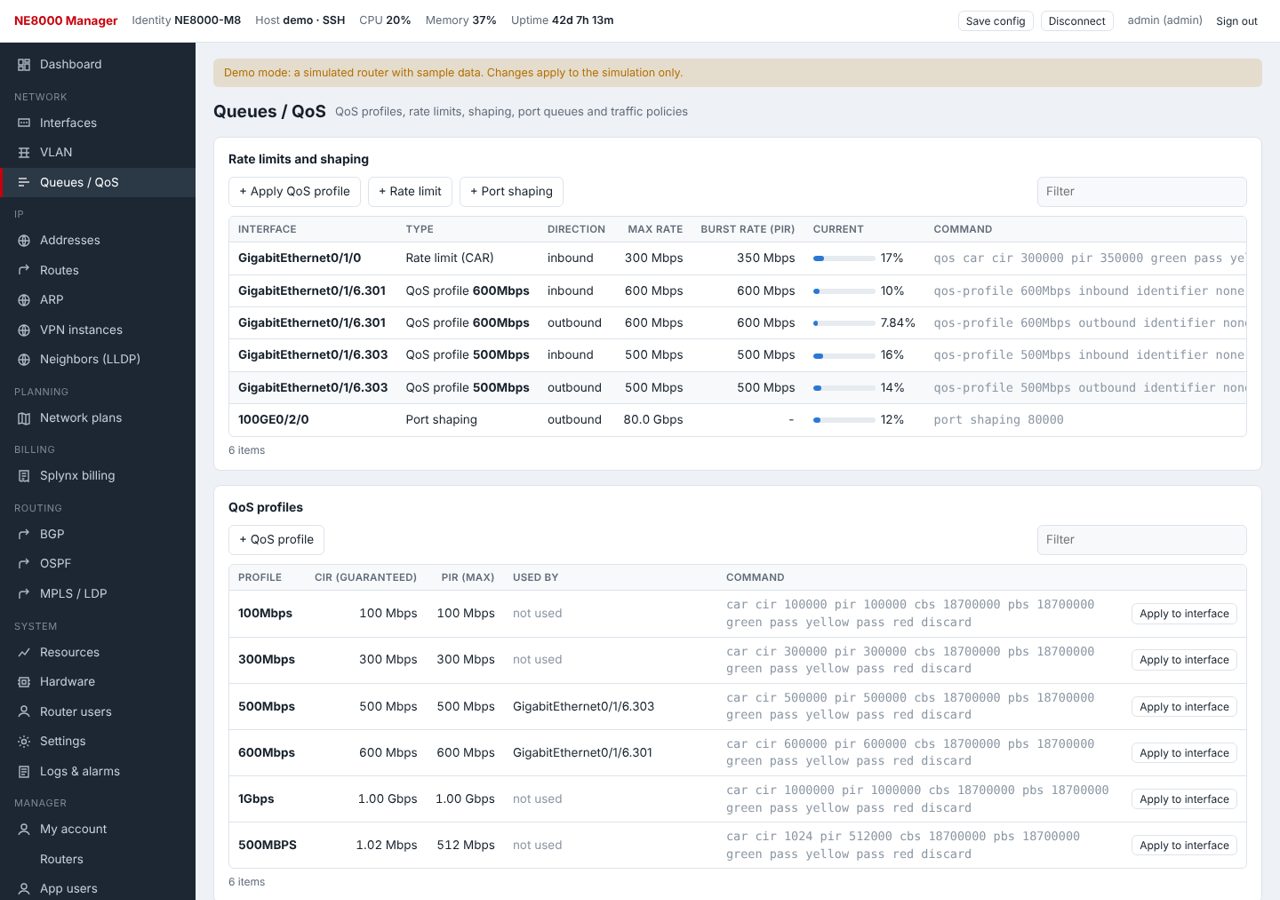 NE8000 Manager Identity NE8000-M8 Host demo · SSH CPU 20% Memory 37% Uptime 42d 7h 13m Save config Disconnect admin (admin) Sign out
Dashboard
NETWORK
Interfaces
VLAN
Queues / QoS
IP
Addresses
Routes
ARP
VPN instances
Neighbors (LLDP)
PLANNING
Network plans
BILLING
Splynx billing
ROUTING
BGP
OSPF
MPLS / LDP
SYSTEM
Resources
Hardware
Router users
Settings
Logs & alarms
MANAGER
My account
Routers
App users
Demo mode: a simulated router with sample data. Changes apply to the simulation only.
Queues / QoS QoS profiles, rate limits, shaping, port queues and traffic policies
Rate limits and shaping
+ Apply QoS profile + Rate limit + Port shaping Filter
INTERFACE TYPE DIRECTION MAX RATE BURST RATE (PIR) CURRENT COMMAND
GigabitEthernet0/1/0 Rate limit (CAR) inbound 300 Mbps 350 Mbps 17% qos car cir 300000 pir 350000 green pass ye
GigabitEthernet0/1/6.301 QoS profile 600Mbps inbound 600 Mbps 600 Mbps 10% qos-profile 600Mbps inbound identifier none
GigabitEthernet0/1/6.301 QoS profile 600Mbps outbound 600 Mbps 600 Mbps 7.84% qos-profile 600Mbps outbound identifier non
GigabitEthernet0/1/6.303 QoS profile 500Mbps inbound 500 Mbps 500 Mbps 16% qos-profile 500Mbps inbound identifier none
GigabitEthernet0/1/6.303 QoS profile 500Mbps outbound 500 Mbps 500 Mbps 14% qos-profile 500Mbps outbound identifier non
100GE0/2/0 Port shaping outbound 80.0 Gbps - 12% port shaping 80000
6 items
QoS profiles
+ QoS profile Filter
PROFILE CIR (GUARANTEED) PIR (MAX) USED BY COMMAND
100Mbps 100 Mbps 100 Mbps not used car cir 100000 pir 100000 cbs 18700000 pbs 18700000
green pass yellow pass red discard Apply to interface
300Mbps 300 Mbps 300 Mbps not used car cir 300000 pir 300000 cbs 18700000 pbs 18700000
green pass yellow pass red discard Apply to interface
500Mbps 500 Mbps 500 Mbps GigabitEthernet0/1/6.303 car cir 500000 pir 500000 cbs 18700000 pbs 18700000
green pass yellow pass red discard Apply to interface
600Mbps 600 Mbps 600 Mbps GigabitEthernet0/1/6.301 car cir 600000 pir 600000 cbs 18700000 pbs 18700000
green pass yellow pass red discard Apply to interface
1Gbps 1.00 Gbps 1.00 Gbps not used car cir 1000000 pir 1000000 cbs 18700000 pbs 18700000
green pass yellow pass red discard Apply to interface
500MBPS 1.02 Mbps 512 Mbps not used car cir 1024 pir 512000 cbs 18700000 pbs 18700000
green pass yellow pass red discard Apply to interface
6 items